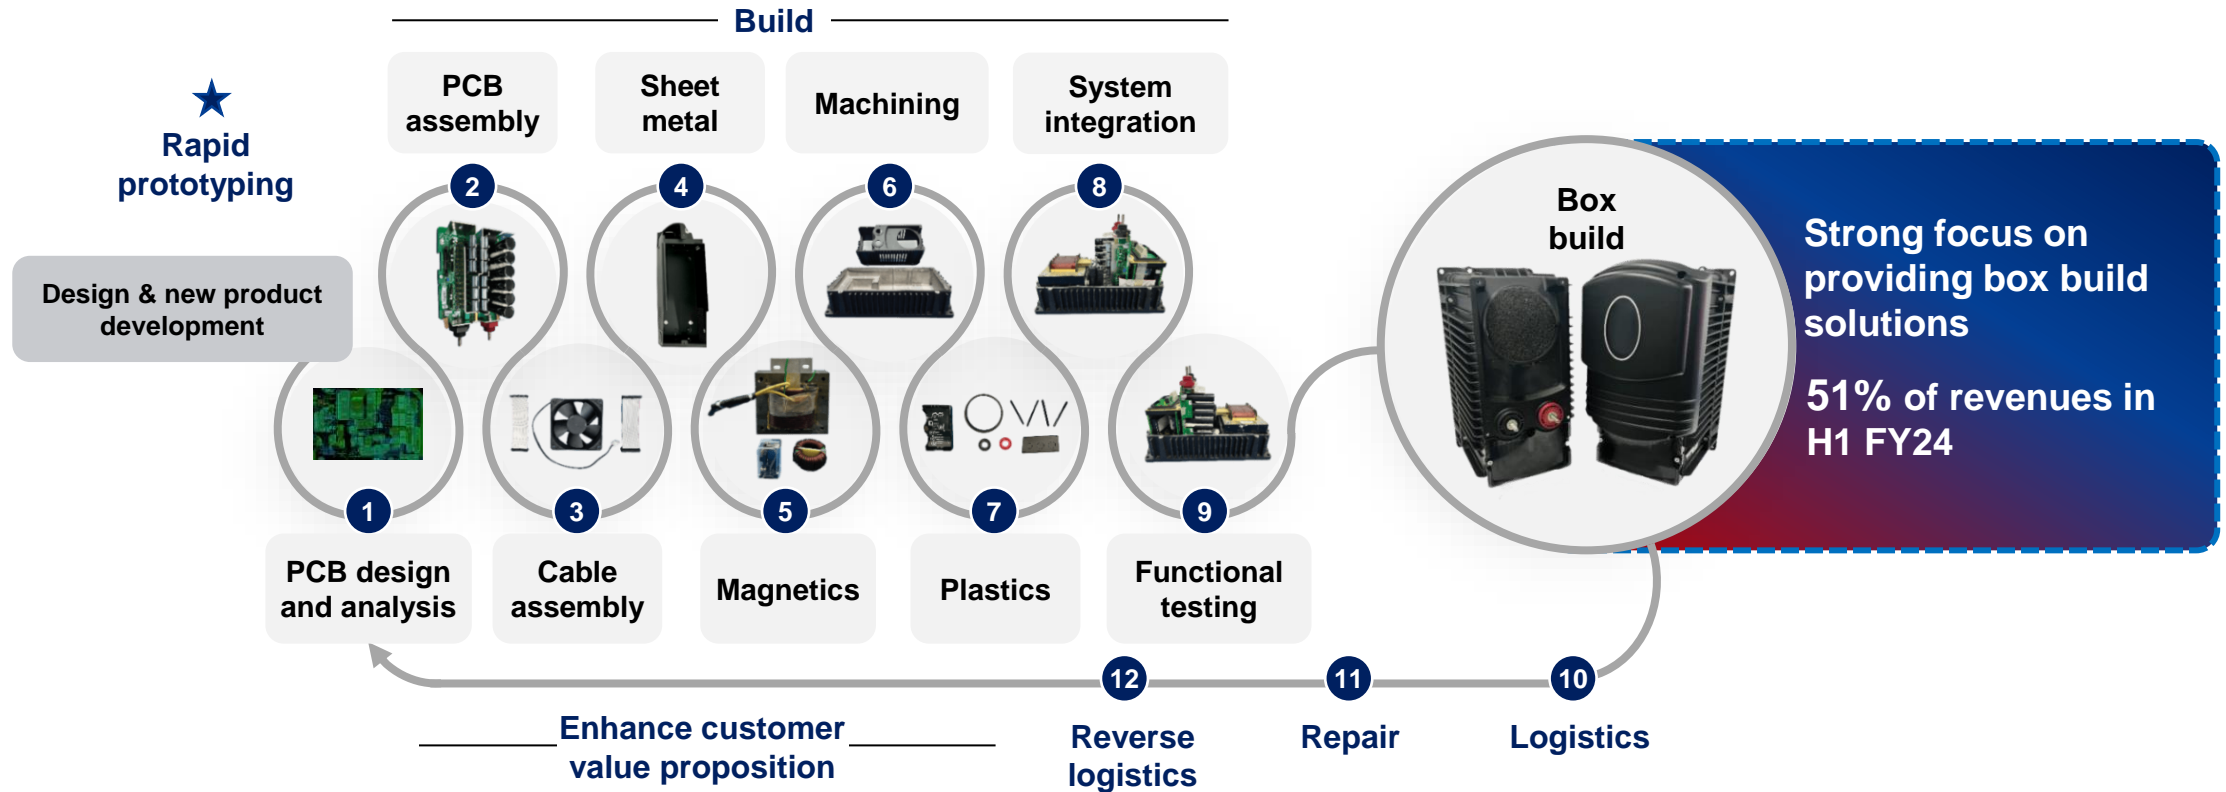 Build
Rapid
prototyping
PCB
assembly
Sheet
metal
Machining
System
integration
2
4
6
8
Design & new product
development
Box
build
Strong focus on
providing box build
solutions
51% of revenues in
H1 FY24
1
3
5
7
9
PCB design
and analysis
Cable
assembly
Magnetics
Plastics
Functional
testing
12
11
10
Enhance customer
value proposition
Reverse
logistics
Repair
Logistics